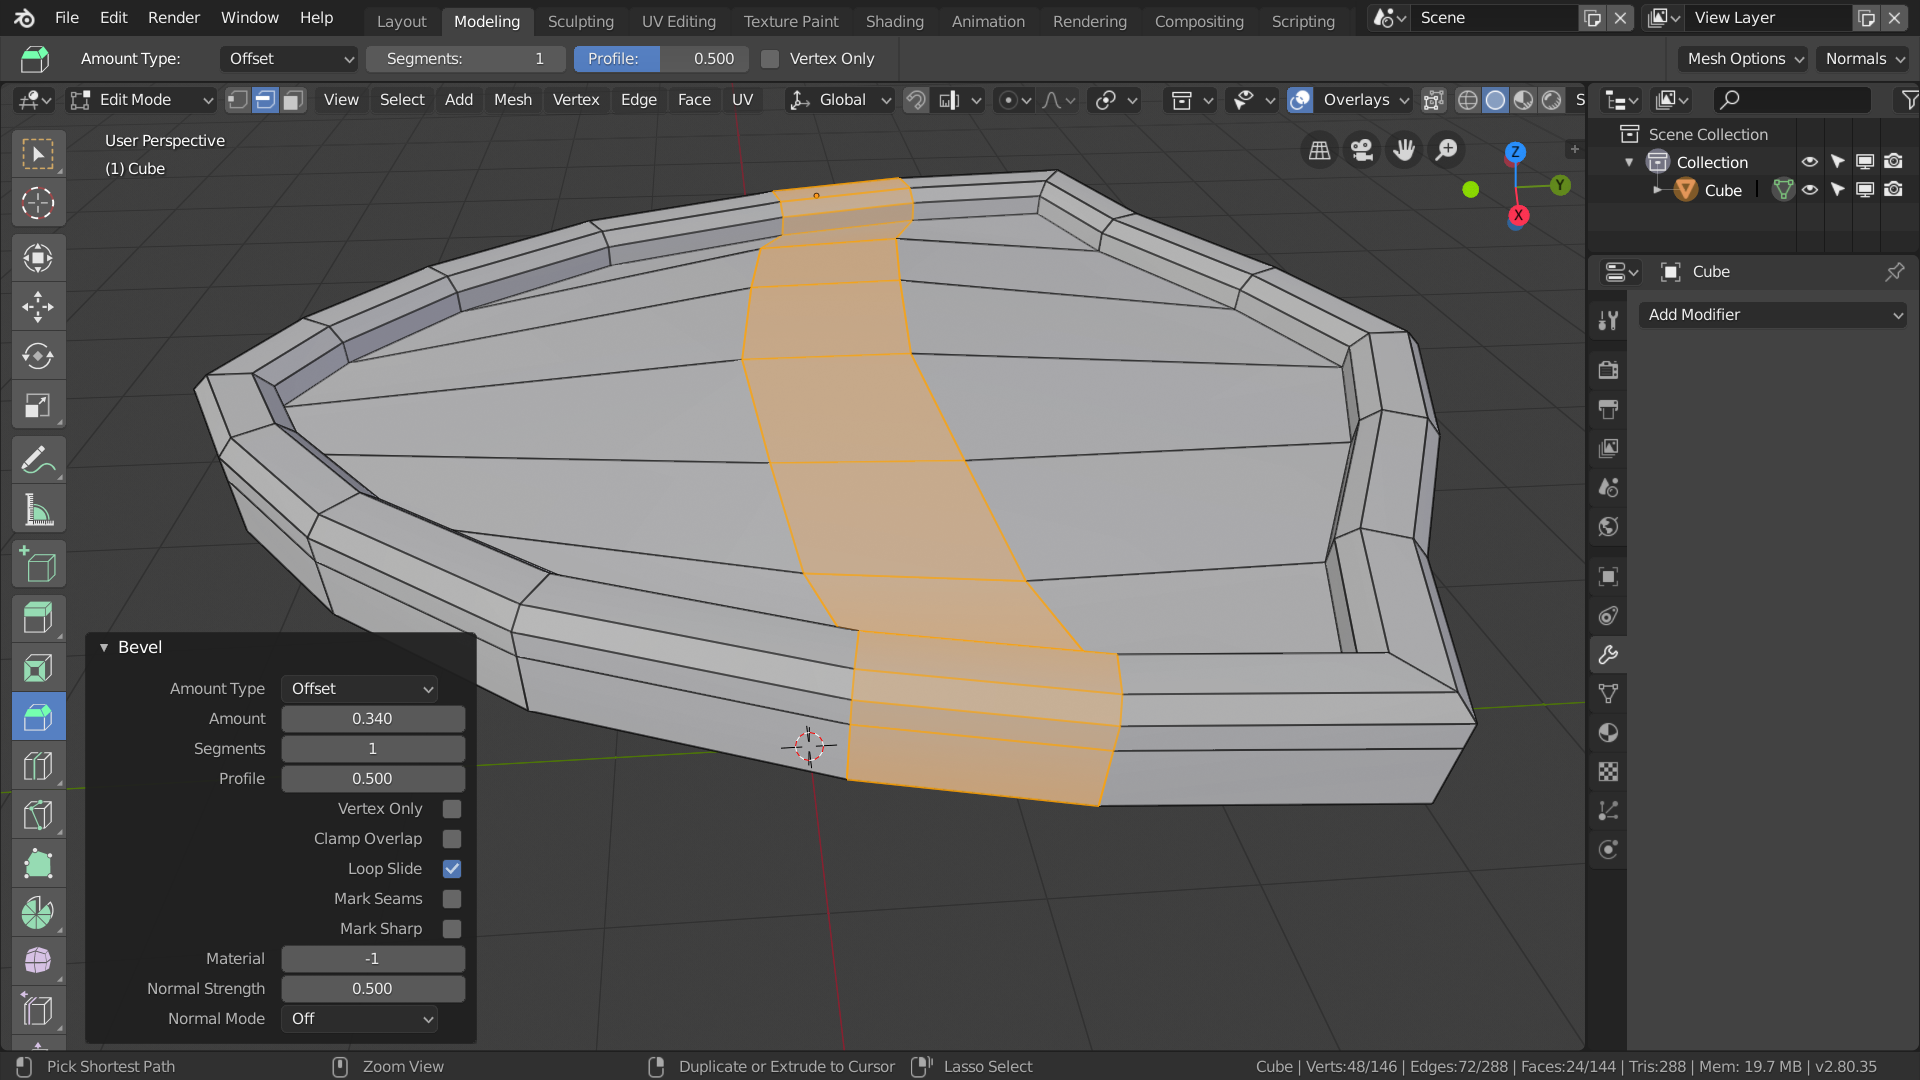 File Edit Render Window Help Layout Modeling Sculpting UV Editing Texture Paint Shading Animation Rendering Compositing Scripting Scene View Layer
Amount Type: Offset Segments: 1 Profile: 0.500 Vertex Only Mesh Options Normals
Edit Mode View Select Add Mesh Vertex Edge Face UV Global Overlays S
User Perspective
(1) Cube
Z
Y
X
Scene Collection
Collection
Cube
Cube
Add Modifier
Bevel
Amount Type Offset
Amount 0.340
Segments 1
Profile 0.500
Vertex Only
Clamp Overlap
Loop Slide
Mark Seams
Mark Sharp
Material -1
Normal Strength 0.500
Normal Mode Off
Pick Shortest Path Zoom View Duplicate or Extrude to Cursor Lasso Select Cube | Verts:48/146 | Edges:72/288 | Faces:24/144 | Tris:288 | Mem: 19.7 MB | v2.80.35